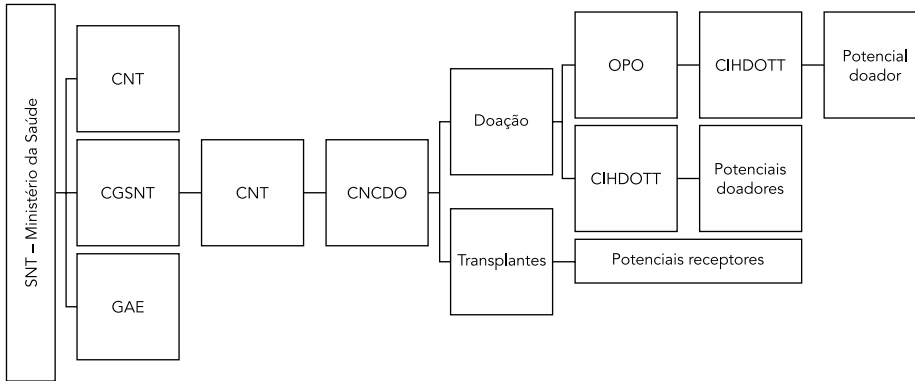 SNT – Ministério da Saúde
CNT
CGSNT
GAE
CNT
CNCDO
Doação
Transplantes
OPO
CIHDOTT
Potencial
doador
CIHDOTT
Potenciais
doadores
Potenciais receptores